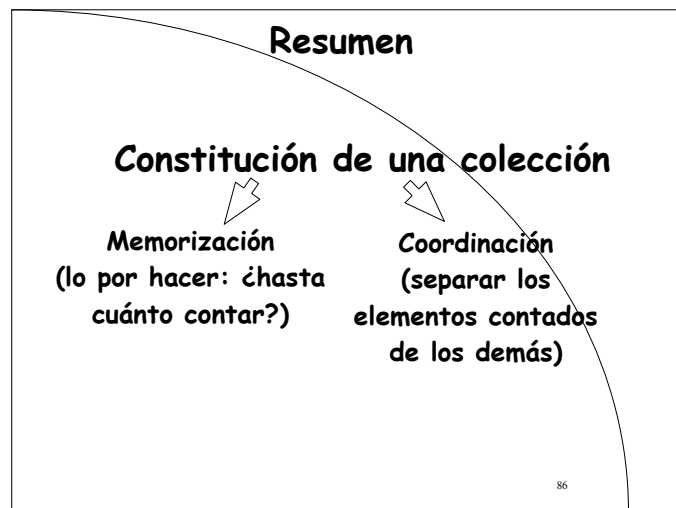 Resumen
Constitución de una colección
Memorización
(lo por hacer: ¿hasta
cuánto contar?)
Coordinación
(separar los
elementos contados
de los demás)
86